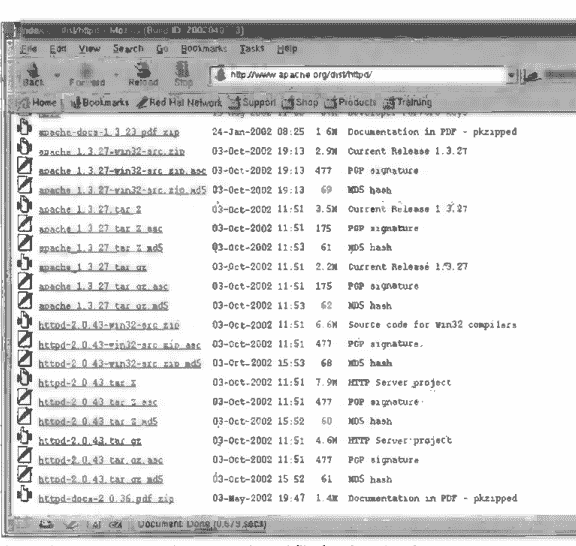 File Edit View Search Go Bookmarks Tasks Help
Back Forward Reload Stop http://www apache org/dist/httpd/
Home Bookmarks Red Hat Network Support Shop Products Training
apache-docs-1 3 23 pdf zip 24-Jan-2002 08:25 1 6M Documentation in PDF - pkzipped
apache 1.3.27-win32-src.zip 03-Oct-2002 19:13 2.9M Current Release 1.3.27
apache 1.3.27-win32-src.zip.asc 03-Oct-2002 19:13 477 PGP signature
apache 1.3.27-win32-src.zip.md5 03-Oct-2002 19:13 69 MD5 hash
apache 1.3.27.tar Z 03-Oct-2002 11:51 3.5M Current Release 1 3.27
apache 1 3 27 tar Z asc 03-Oct-2002 11:51 175 PGP signature
apache_1 3 27 tar Z md5 03-Oct-2002 11:53 61 MD5 hash
apache_1 3 27 tar gz 03-Oct-2002 11:51 2.2M Current Release 1.3.27
apache 1 3 27 tar gz.asc 03-Oct-2002 11:51 175 PGP signature
apache 1.3 27 tar gz.md5 03-Oct-2002 11:53 62 MD5 hash
httpd-2.0.43-win32-src zip 03-Oct-2002 11:51 6.6M Source code for Win32 compilers
httpd-2 0.43-win32-src zip asc 03-Oct-2002 11:51 477 PGP signature.
httpd-2 0.43-win32-src zip md5 03-Oct-2002 15:53 68 MD5 hash
httpd-2 0 43 tar Z 03-Oct-2002 11:51 7.9M HTTP Server project
httpd-2 0 43 tar Z asc 03-Oct-2002 11:51 477 PGP signature
httpd-2 0 43 tar Z md5 03-Oct-2002 15:52 60 MD5 hash
httpd-2.0.43 tar gz 03-Oct-2002 11:51 4.6M HTTP Server project
httpd-2.0.43 tar gz.asc 03-Oct-2002 11:51 477 PGP signature
httpd-2 0.43 tar gz md5 03-Oct-2002 15 52 61 MD5 hash
httpd-docs-2 0.36.pdf zip 03-May-2002 19:47 1.4M Documentation in PDF - pkzipped
Document: Done (0.679 secs)